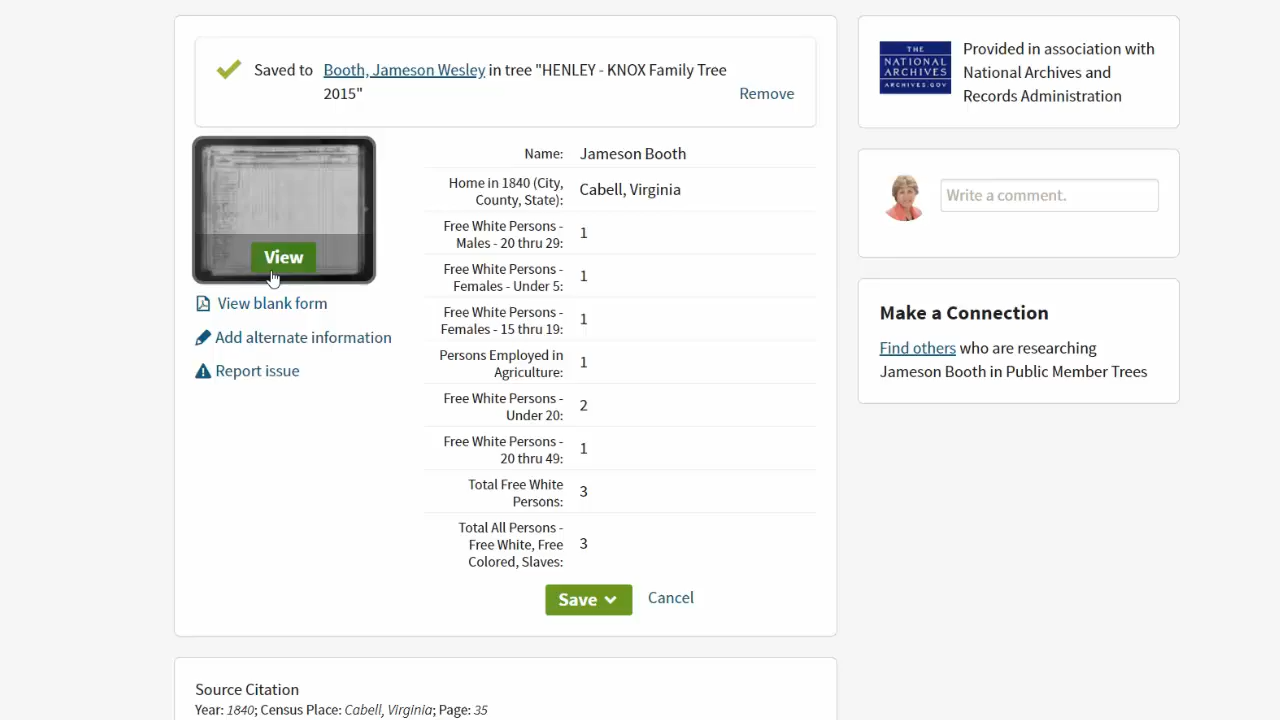 Saved to Booth, Jameson Wesley in tree "HENLEY - KNOX Family Tree
2015"
Remove
View
View blank form
Add alternate information
Report issue
Name: Jameson Booth
Home in 1840 (City,
County, State): Cabell, Virginia
Free White Persons -
Males - 20 thru 29: 1
Free White Persons -
Females - Under 5: 1
Free White Persons -
Females - 15 thru 19: 1
Persons Employed in
Agriculture: 1
Free White Persons -
Under 20: 2
Free White Persons -
20 thru 49: 1
Total Free White
Persons: 3
Total All Persons -
Free White, Free
Colored, Slaves: 3
Save
Cancel
Source Citation
Year: 1840; Census Place: Cabell, Virginia; Page: 35
THE
NATIONAL
ARCHIVES
ARCHIVES.GOV
Provided in association with
National Archives and
Records Administration
Write a comment.
Make a Connection
Find others who are researching
Jameson Booth in Public Member Trees